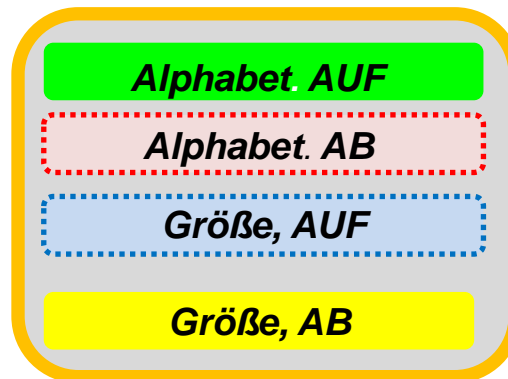 Alphabet. AUF
Alphabet. AB
Größe, AUF
Größe, AB